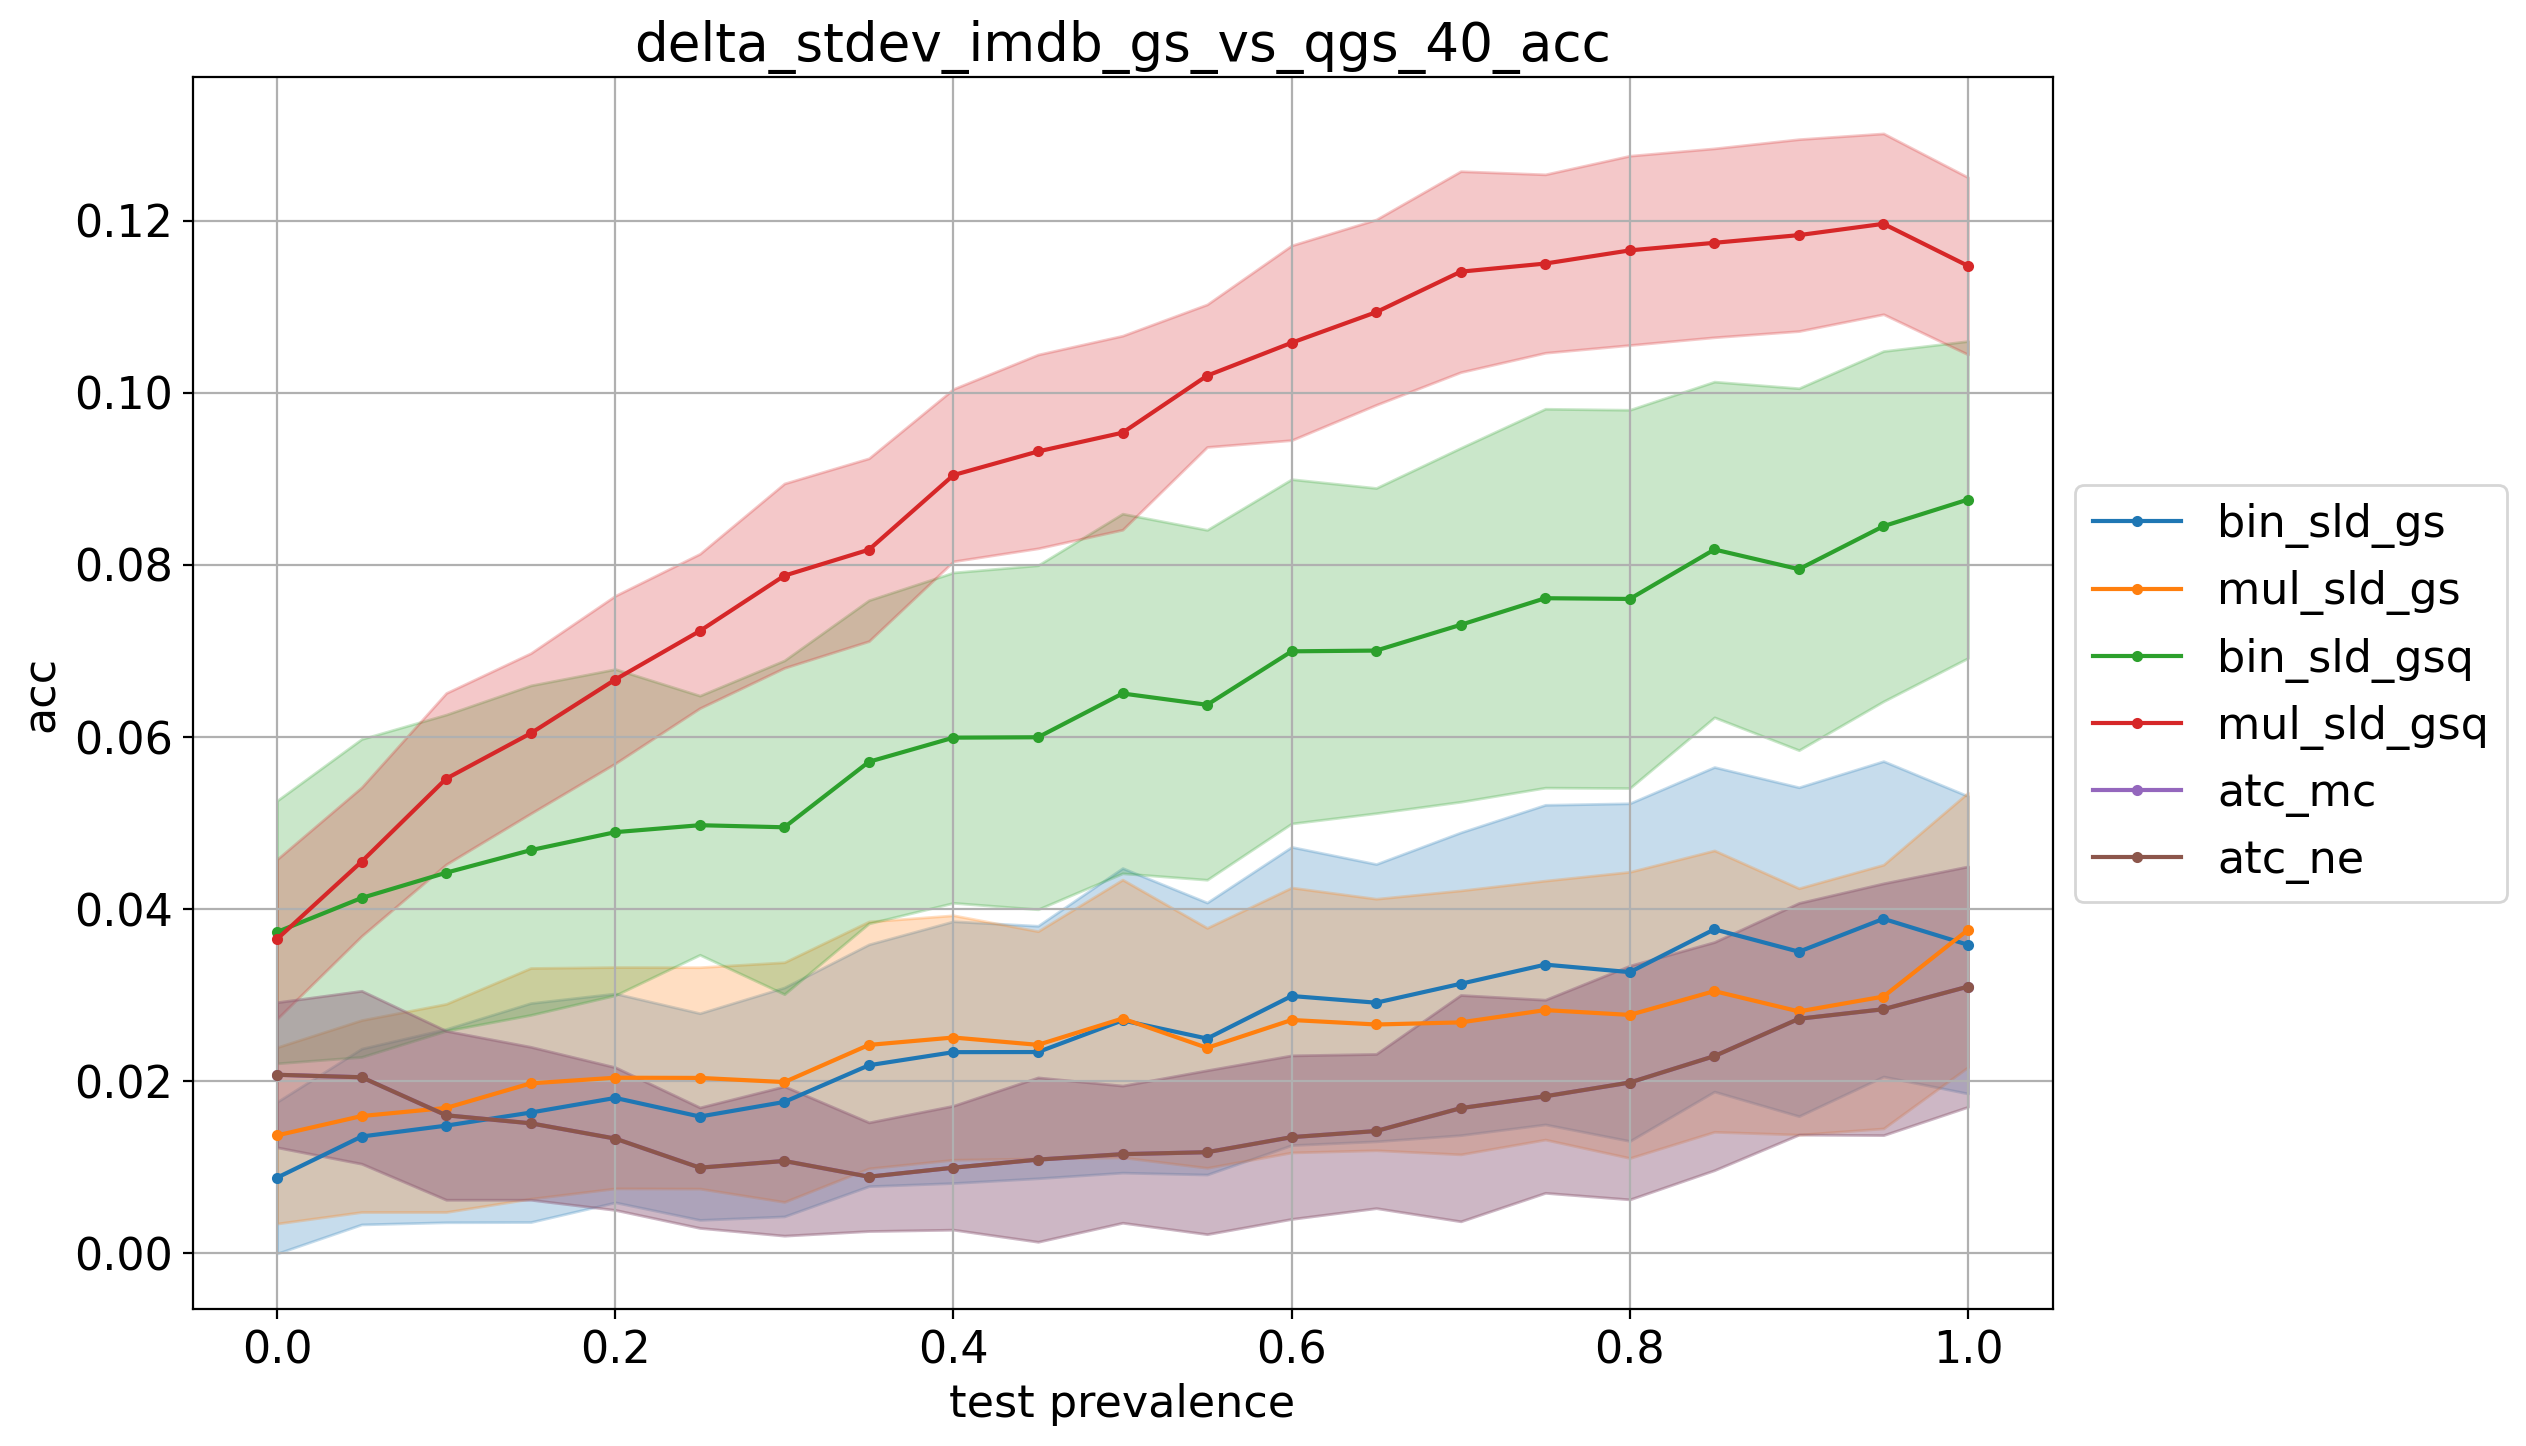 delta_stdev_imdb_gs_vs_qgs_40_acc
acc
0.12
0.10
0.08
0.06
0.04
0.02
0.00
0.0 0.2 0.4 0.6 0.8 1.0
test prevalence
bin_sld_gs
mul_sld_gs
bin_sld_gsq
mul_sld_gsq
atc_mc
atc_ne